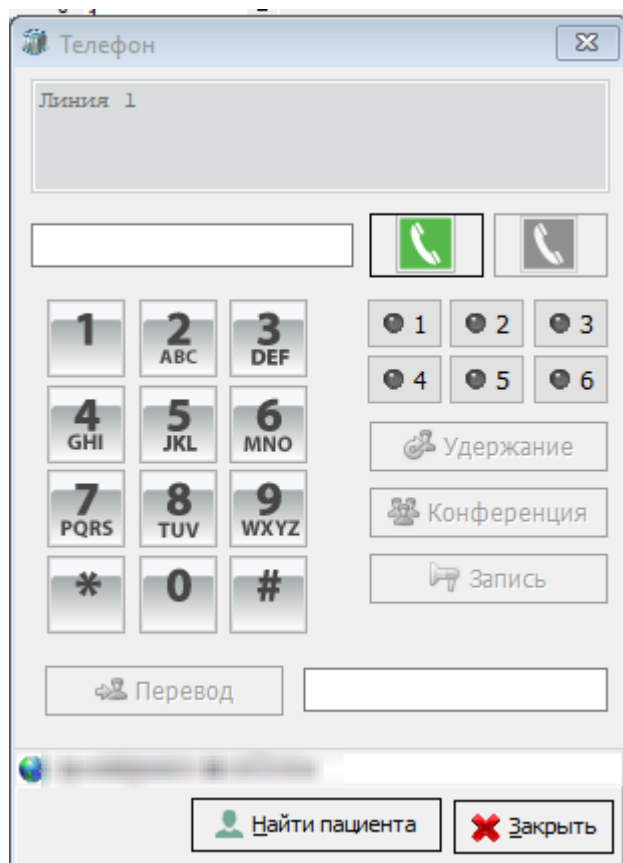 Телефон
Линия 1
1 2 3
ABC DEF
1 2 3
4 5 6
GHI JKL MNO
4 5 6
Удержание
7 8 9
PQRS TUV WXYZ
Конференция
* 0 #
Запись
Перевод
Найти пациента Закрыть